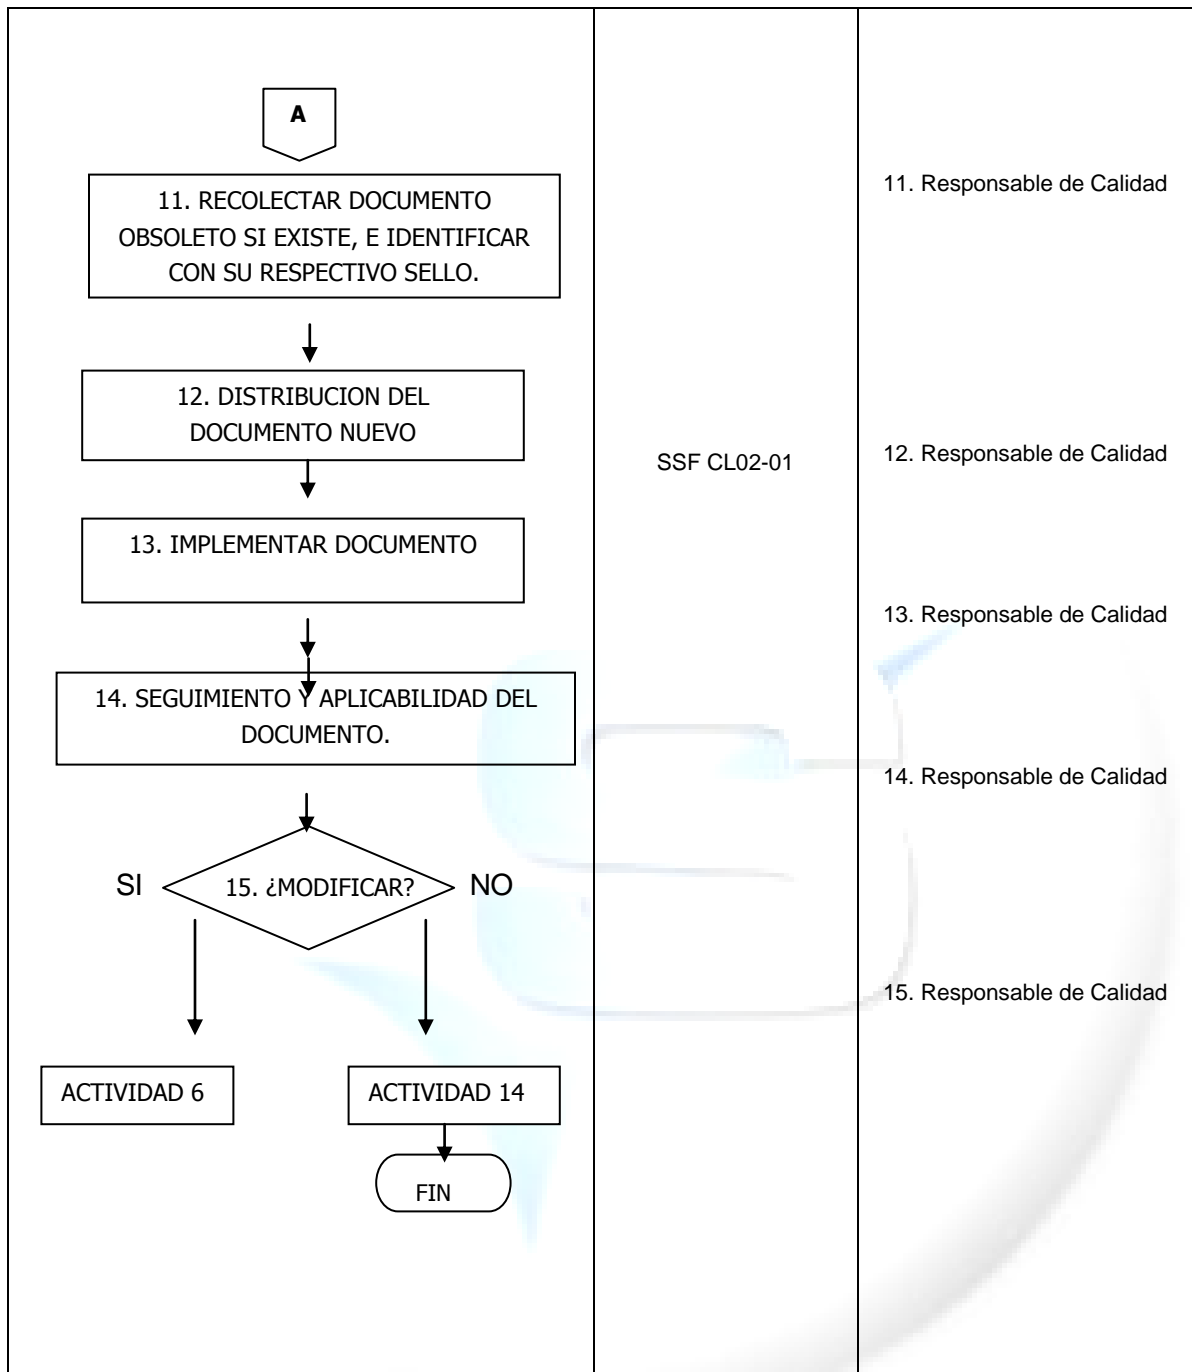 A
11. RECOLECTAR DOCUMENTO
OBSOLETO SI EXISTE, E IDENTIFICAR
CON SU RESPECTIVO SELLO.
12. DISTRIBUCION DEL
DOCUMENTO NUEVO
13. IMPLEMENTAR DOCUMENTO
14. SEGUIMIENTO Y APLICABILIDAD DEL
DOCUMENTO.
SI
15. ¿MODIFICAR?
NO
ACTIVIDAD 6
ACTIVIDAD 14
FIN
SSF CL02-01
11. Responsable de Calidad
12. Responsable de Calidad
13. Responsable de Calidad
14. Responsable de Calidad
15. Responsable de Calidad